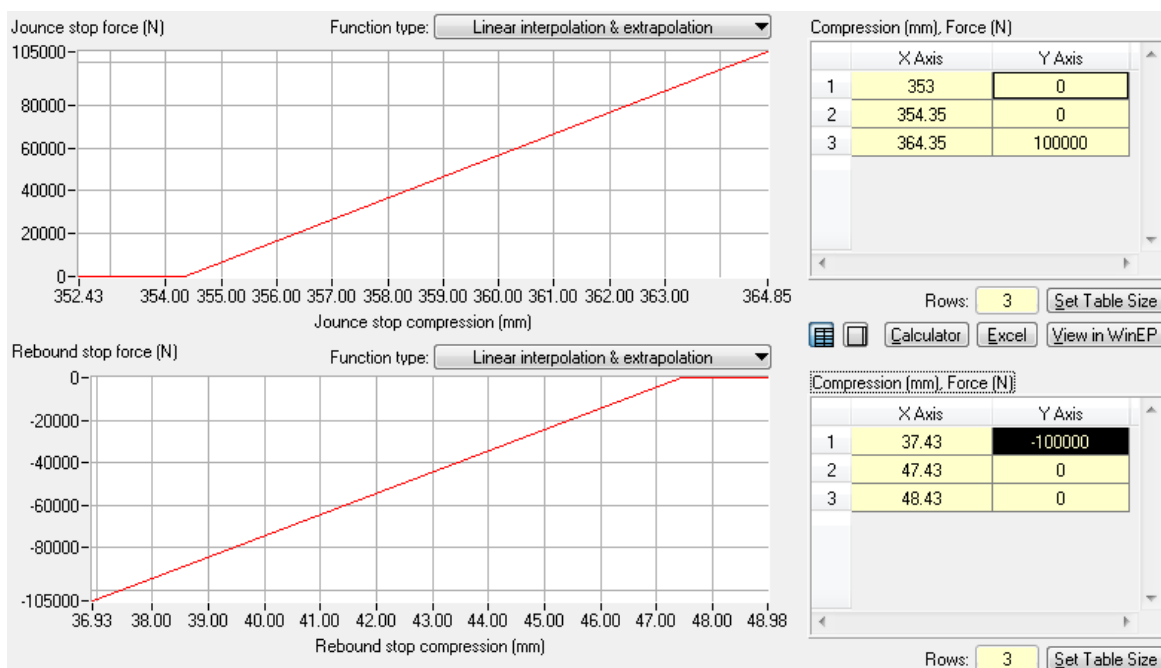 Jounce stop force (N) Function type: Linear interpolation & extrapolation
105000
80000
60000
40000
20000
0
352.43 354.00 355.00 356.00 357.00 358.00 359.00 360.00 361.00 362.00 363.00 364.85
Jounce stop compression (mm)
Compression (mm), Force (N)
X Axis Y Axis
1 353 0
2 354.35 0
3 364.35 100000
Rows: 3 Set Table Size
Calculator Excel View in WinEP
Rebound stop force (N) Function type: Linear interpolation & extrapolation
0
-20000
-40000
-60000
-80000
-105000
36.93 38.00 39.00 40.00 41.00 42.00 43.00 44.00 45.00 46.00 47.00 48.98
Rebound stop compression (mm)
Compression (mm), Force (N)
X Axis Y Axis
1 37.43 -100000
2 47.43 0
3 48.43 0
Rows: 3 Set Table Size